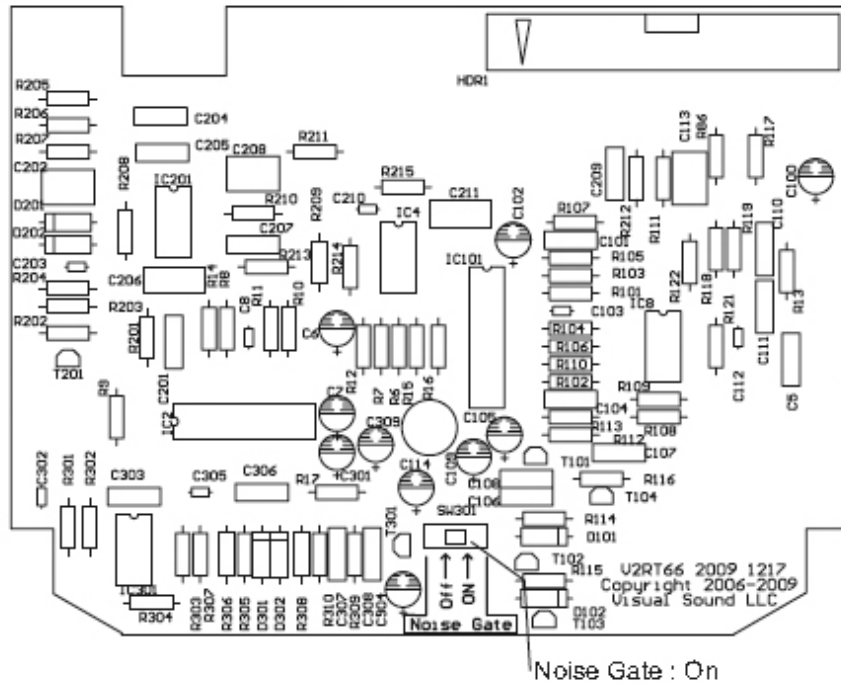 HDR1
R205
C204
R206
R207
C205
C202
R208
IC201
C208
R211
D201
D202
C203
R204
C206
R203
R202
T201
R201
C201
R14
R8
C8
R11
R10
R210
C207
R213
R209
R214
C210
R215
IC4
C211
C102
IC101
C6
R12
R7
R6
R15
R16
C209
R212
R111
C113
R86
R117
C100
R107
C101
R105
R103
R101
C103
R104
R106
R110
R102
C104
R113
R112
R109
R108
C107
IC8
R122
R118
R119
C110
R121
C111
C112
R13
C5
R9
IC2
C7
C309
C301
C105
C109
C114
C108
C106
T101
R116
T104
C302
R301
R302
C303
C305
C306
R17
IC301
R304
R303
R307
R306
R305
D301
D302
R308
R310
C307
R309
C308
C304
T301
SW301
Off
ON
Noise Gate
R114
D101
T102
R115
D102
T103
V2RT66 2009 1217
Copyright 2006-2009
Visual Sound LLC
Noise Gate : On